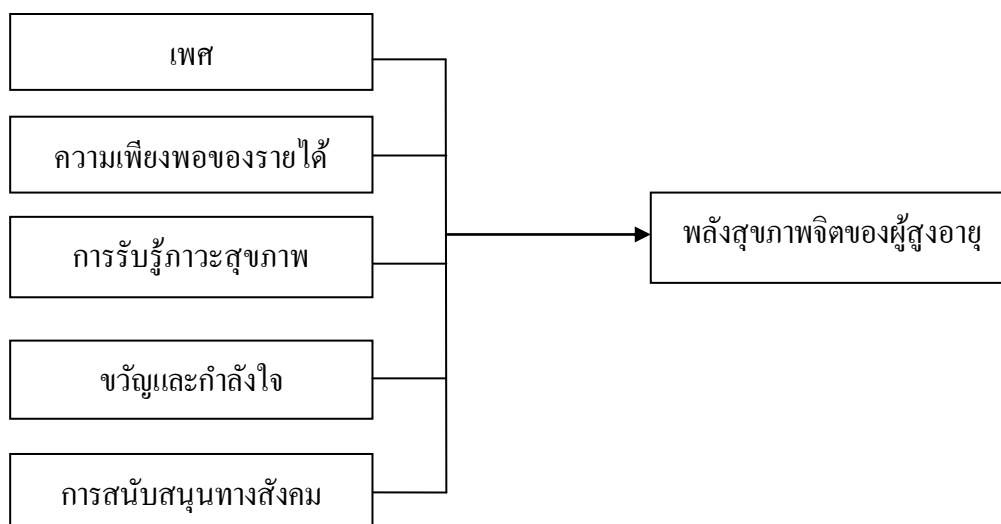 เพศ
ความเพียงพอของรายได้
การรับรู้ภาวะสุขภาพ
ขวัญและกำลังใจ
การสนับสนุนทางสังคม
พลังสุขภาพจิตของผู้สูงอายุ